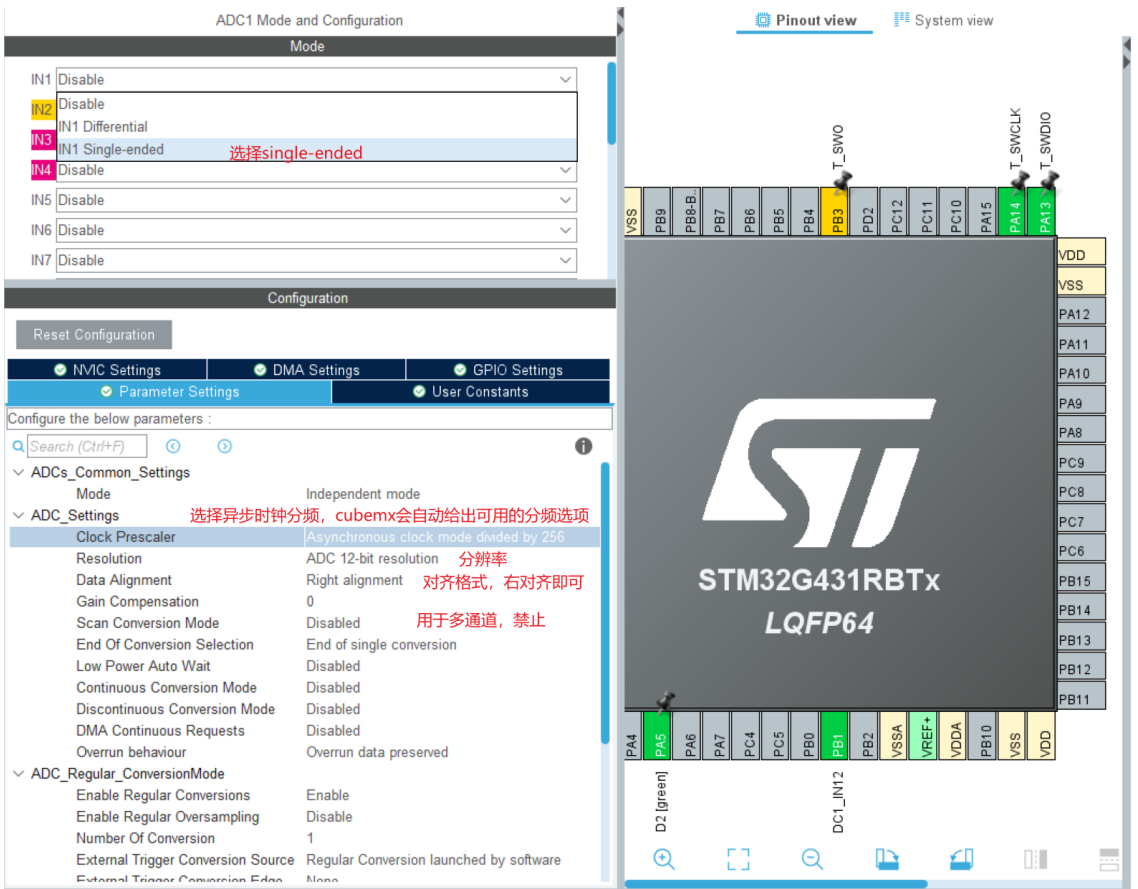 ADC1 Mode and Configuration
Mode
IN1 Disable
IN2 Disable
IN3 IN1 Differential
IN1 Single-ended 选择single-ended
IN4 Disable
IN5 Disable
IN6 Disable
IN7 Disable
Configuration
Reset Configuration
NVIC Settings DMA Settings GPIO Settings
Parameter Settings User Constants
Configure the below parameters :
Search (Ctrl+F)
ADCs_Common_Settings
Mode Independent mode
ADC_Settings 选择异步时钟分频，cubemx会自动给出可用的分频选项
Clock Prescaler Asynchronous clock mode divided by 256
Resolution ADC 12-bit resolution 分辨率
Data Alignment Right alignment 对齐格式，右对齐即可
Gain Compensation 0
Scan Conversion Mode Disabled 用于多通道，禁止
End Of Conversion Selection End of single conversion
Low Power Auto Wait Disabled
Continuous Conversion Mode Disabled
Discontinuous Conversion Mode Disabled
DMA Continuous Requests Disabled
Overrun behaviour Overrun data preserved
ADC_Regular_ConversionMode
Enable Regular Conversions Enable
Enable Regular Oversampling Disable
Number Of Conversion 1
External Trigger Conversion Source Regular Conversion launched by software
External Trigger Conversion Edge None
Pinout view System view
T_SWO T_SWCLK T_SWDIO
VSS PB9 PB8-B.. PB7 PB6 PB5 PB4 PB3 PD2 PC12 PC11 PC10 PA15 PA14 PA13
VDD
VSS
PA12
PA11
PA10
PA9
PA8
PC9
PC8
PC7
PC6
PB15
PB14
PB13
PB12
PB11
STM32G431RBTx
LQFP64
PA4 PA5 PA6 PA7 PC4 PC5 PB0 PB1 PB2 VSSA VREF+ VDDA PB10 VSS VDD
D2 [green] DC1_IN12